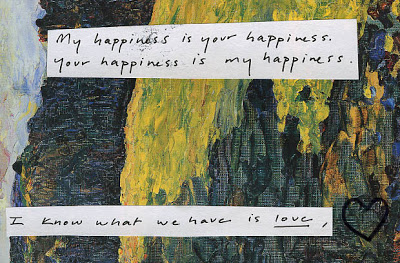 My happiness is your happiness.
Your happiness is my happiness.
I know what we have is love,